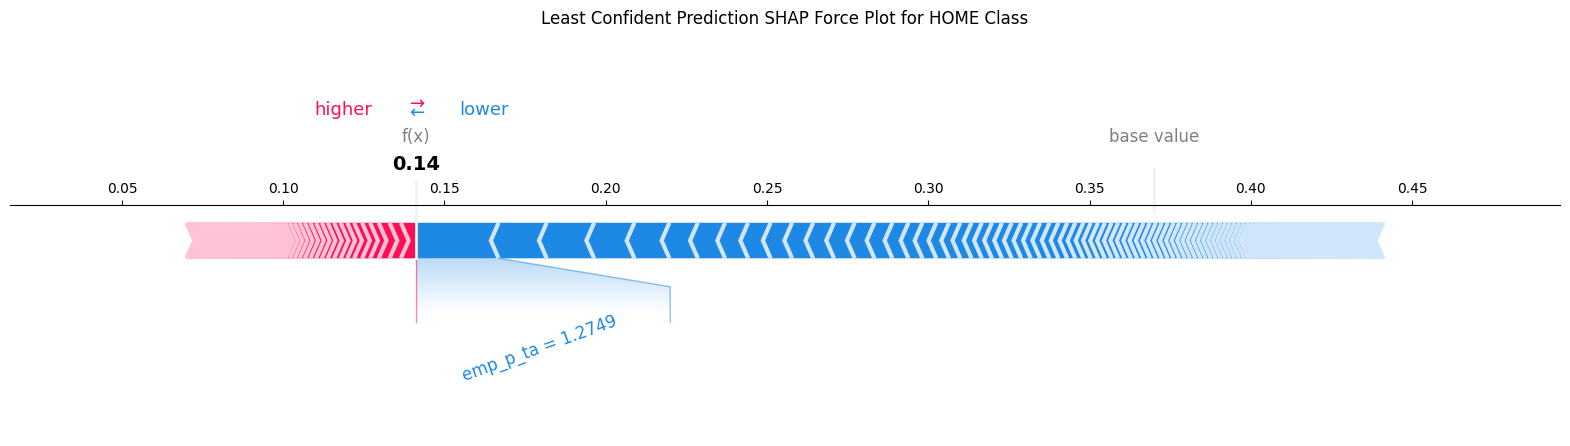 Least Confident Prediction SHAP Force Plot for HOME Class
higher → ← lower
f(x) base value
0.14
0.05 0.10 0.15 0.20 0.25 0.30 0.35 0.40 0.45
emp_p_ta = 1.2749